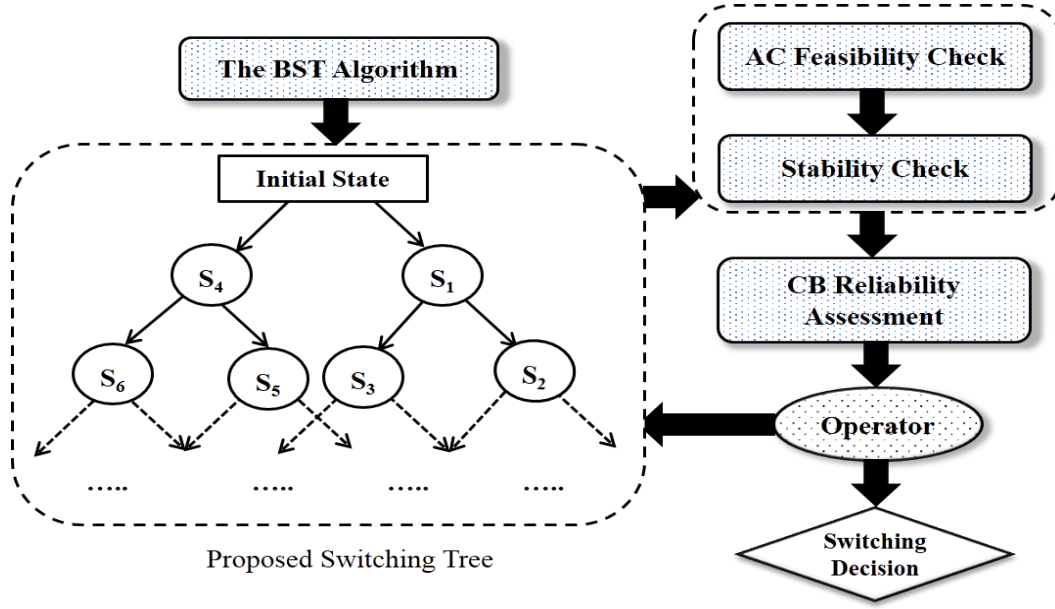 The BST Algorithm
Initial State
S₄
S₁
S₆
S₅
S₃
S₂
.....
.....
.....
.....
Proposed Switching Tree
AC Feasibility Check
Stability Check
CB Reliability
Assessment
Operator
Switching
Decision